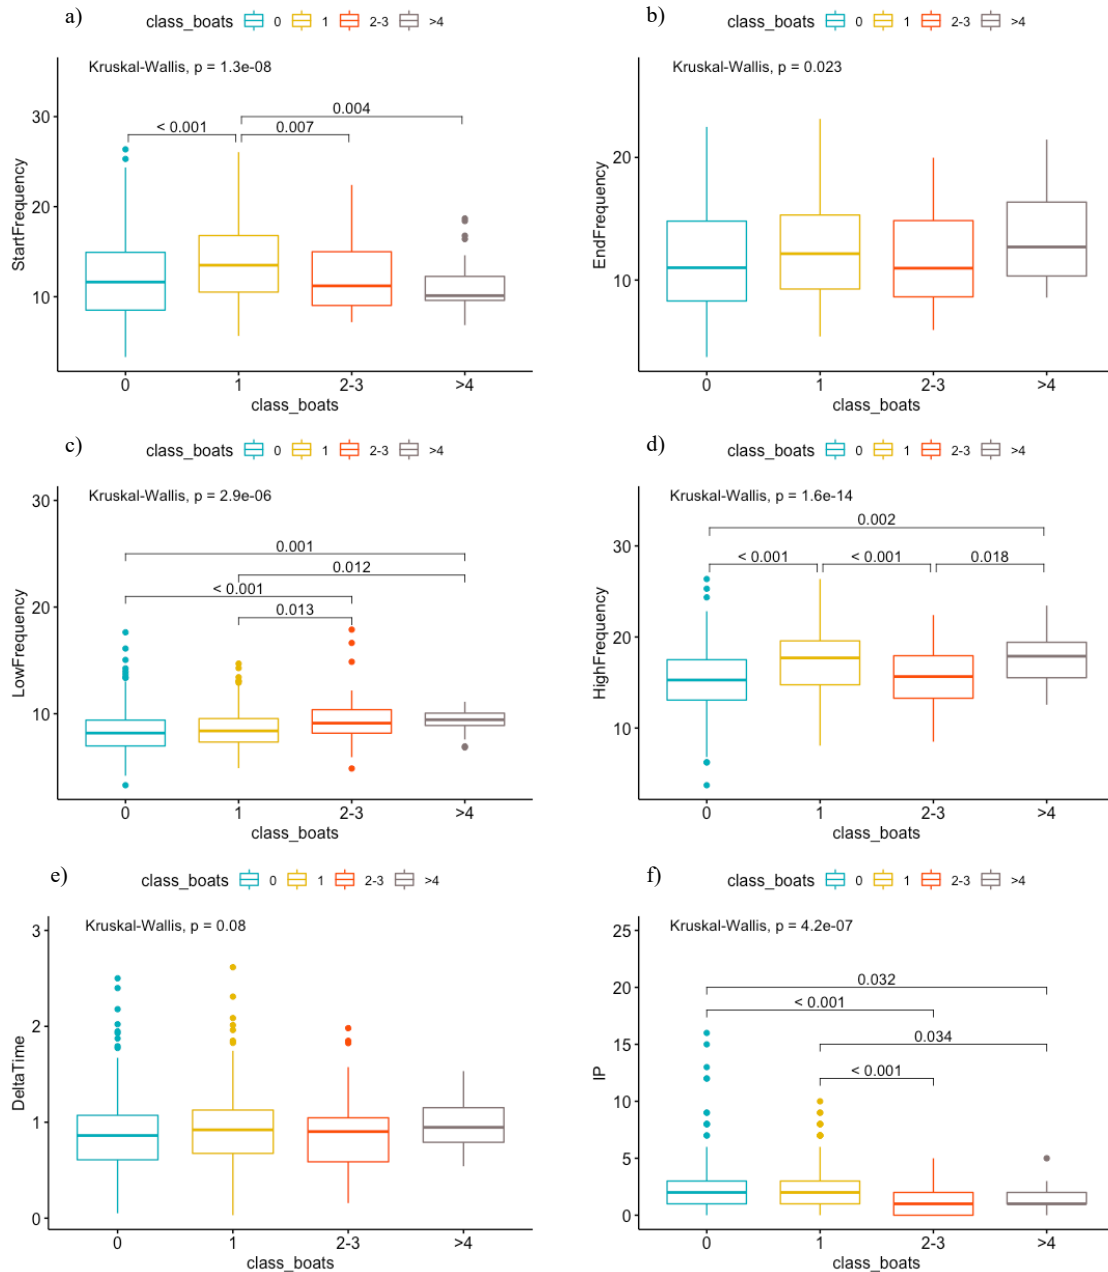 a) class_boats 0 1 2-3 >4
Kruskal-Wallis, p = 1.3e-08
30
20
10
StartFrequency
0.004
< 0.001 0.007
0 1 2-3 >4
class_boats
b) class_boats 0 1 2-3 >4
Kruskal-Wallis, p = 0.023
20
10
EndFrequency
0 1 2-3 >4
class_boats
c) class_boats 0 1 2-3 >4
Kruskal-Wallis, p = 2.9e-06
30
20
10
LowFrequency
0.001
0.012
< 0.001
0.013
0 1 2-3 >4
class_boats
d) class_boats 0 1 2-3 >4
Kruskal-Wallis, p = 1.6e-14
30
20
10
HighFrequency
0.002
< 0.001 < 0.001 0.018
0 1 2-3 >4
class_boats
e) class_boats 0 1 2-3 >4
Kruskal-Wallis, p = 0.08
3
2
1
0
DeltaTime
0 1 2-3 >4
class_boats
f) class_boats 0 1 2-3 >4
Kruskal-Wallis, p = 4.2e-07
25
20
15
10
5
0
IP
0.032
< 0.001
0.034
< 0.001
0 1 2-3 >4
class_boats